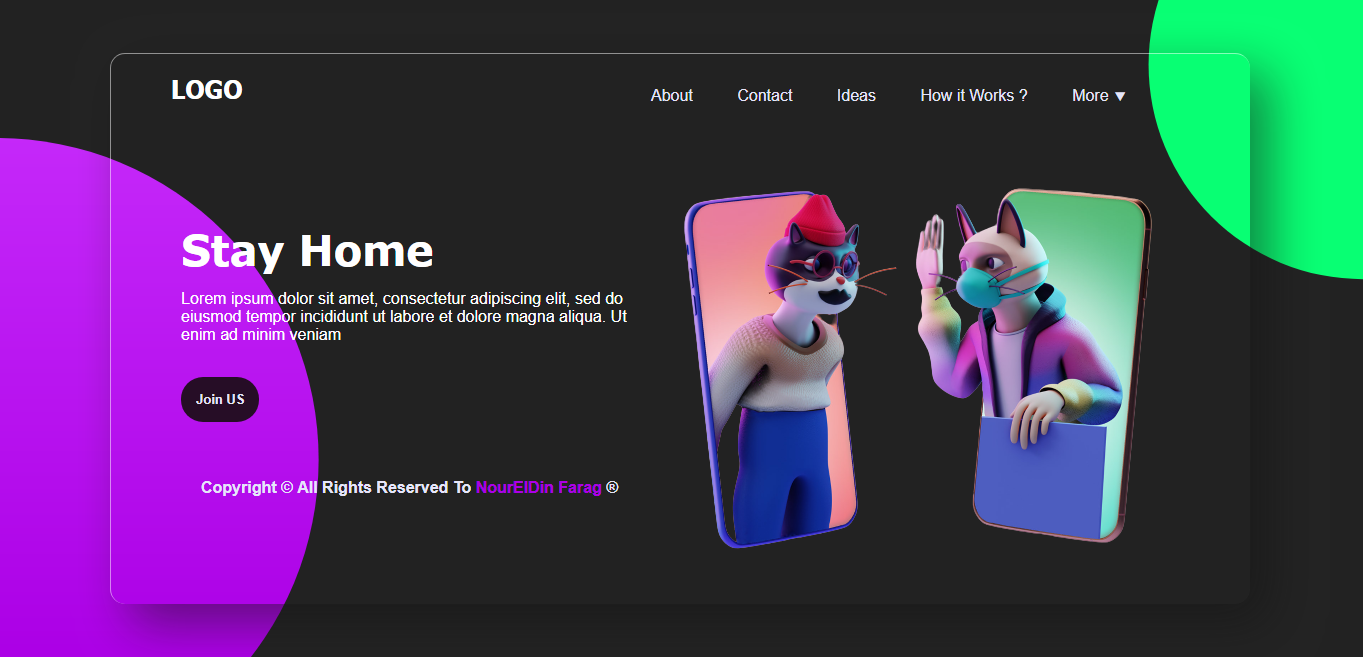 LOGO
About Contact Ideas How it Works ? More ▼
Stay Home
Lorem ipsum dolor sit amet, consectetur adipiscing elit, sed do
eiusmod tempor incididunt ut labore et dolore magna aliqua. Ut
enim ad minim veniam
Join US
Copyright © All Rights Reserved To NourElDin Farag ®